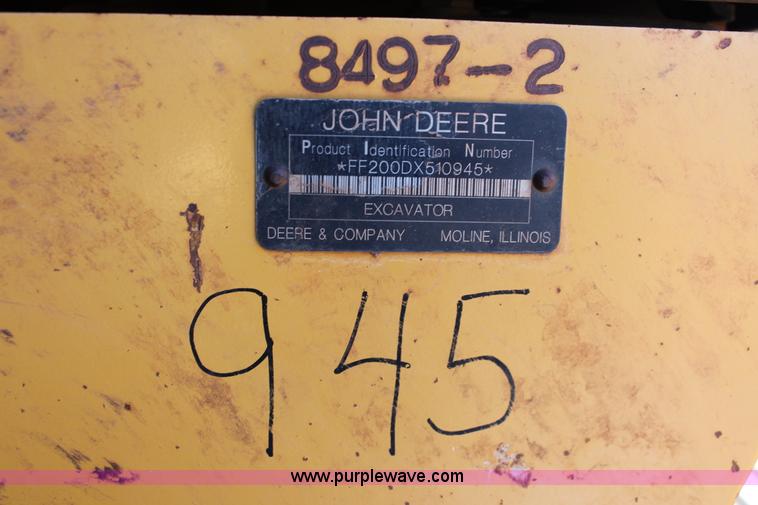 8497-2
JOHN DEERE
Product Identification Number
*FF200DX510945*
EXCAVATOR
DEERE & COMPANY MOLINE, ILLINOIS
945
www.purplewave.com